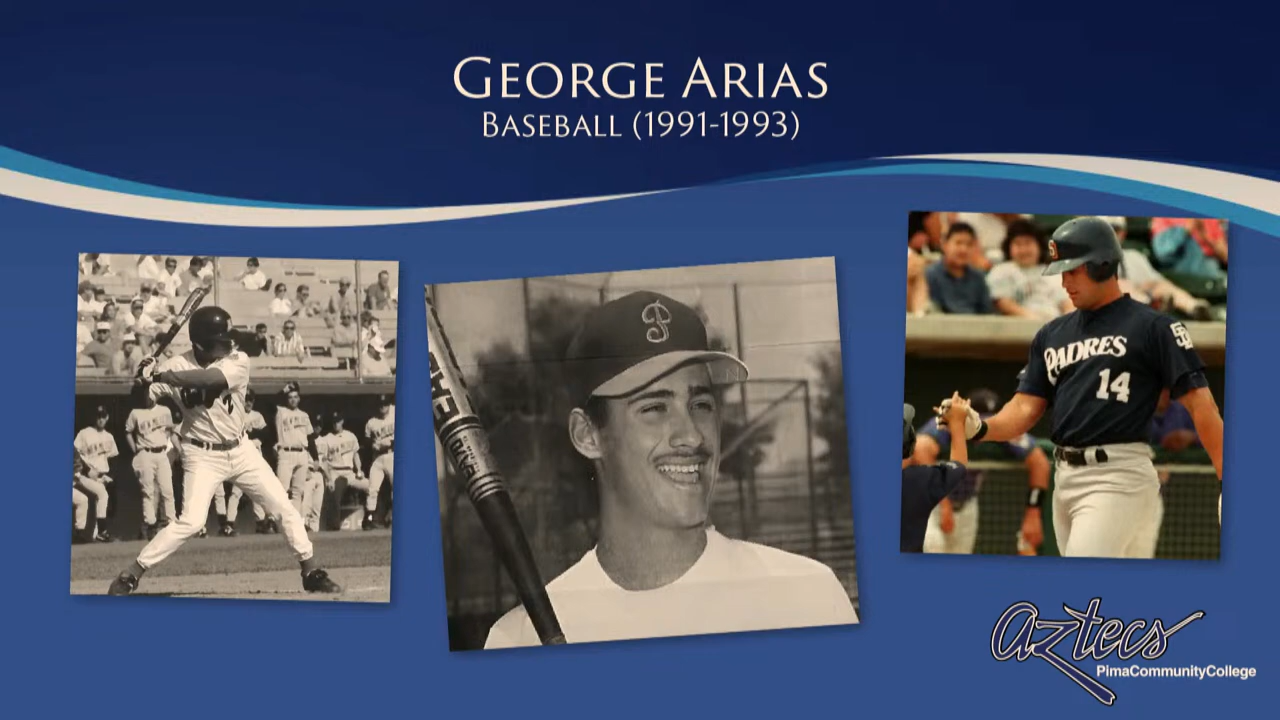 George Arias
Baseball (1991-1993)
PADRES
14
SD
P
aztecs
PimaCommunityCollege